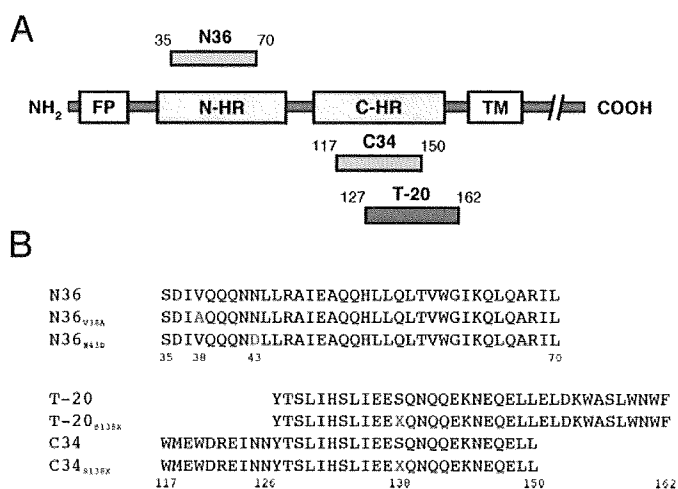 A
35 N36 70
NH2 FP N-HR C-HR TM COOH
117 C34 150
127 T-20 162
B
N36 SDIVQQQNNLLRAIEAQQHLLQLTVWGIKQLQARIL
N36V38A SDIAQQQNNLLRAIEAQQHLLQLTVWGIKQLQARIL
N36N43D SDIVQQQNDLLRAIEAQQHLLQLTVWGIKQLQARIL
35 38 43 70
T-20 YTSLIHSLIEESQNQQEKNEQELLELDKWASLWNWF
T-20S138X YTSLIHSLIEEXQNQQEKNEQELLELDKWASLWNWF
C34 WMEWDREINNYTSLIHSLIEESQNQQEKNEQELL
C34S138X WMEWDREINNYTSLIHSLIEEXQNQQEKNEQELL
117 126 138 150 162